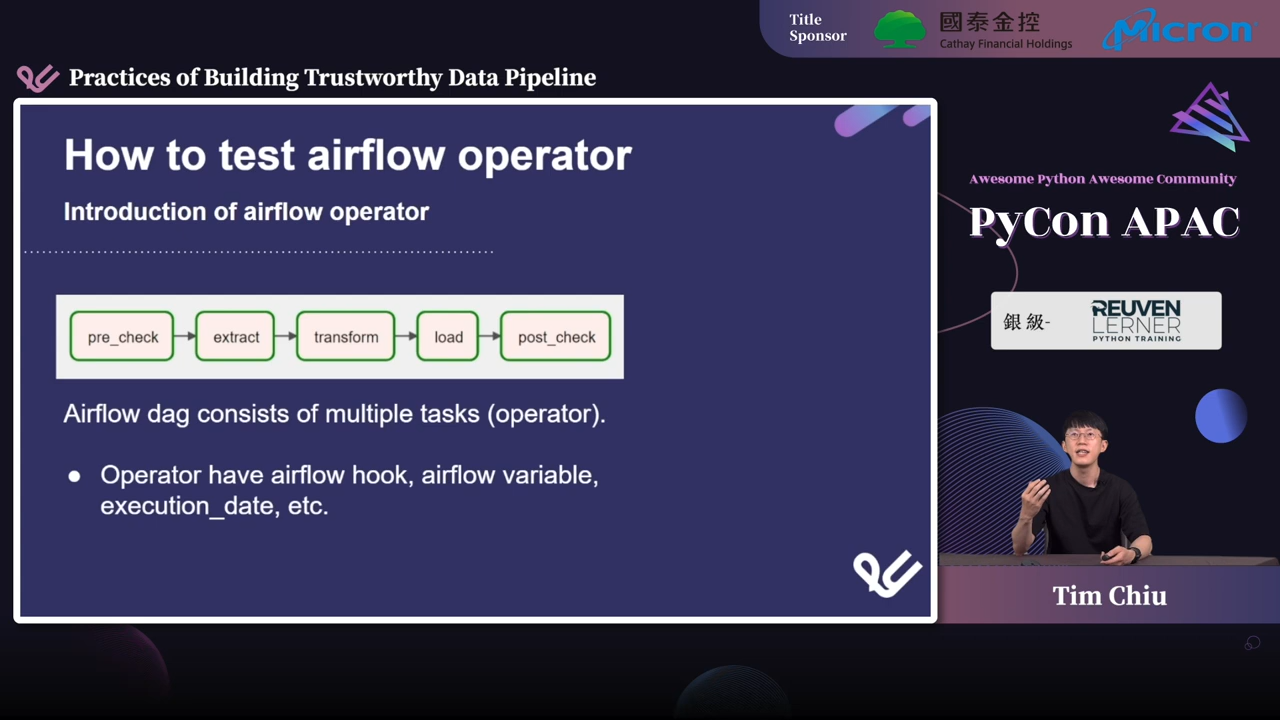 Title
Sponsor
國泰金控
Cathay Financial Holdings
Micron
Practices of Building Trustworthy Data Pipeline
How to test airflow operator
Introduction of airflow operator
pre_check
extract
transform
load
post_check
Airflow dag consists of multiple tasks (operator).
● Operator have airflow hook, airflow variable,
execution_date, etc.
Awesome Python Awesome Community
PyCon APAC
銀級-
REUVEN
LERNER
PYTHON TRAINING
Tim Chiu